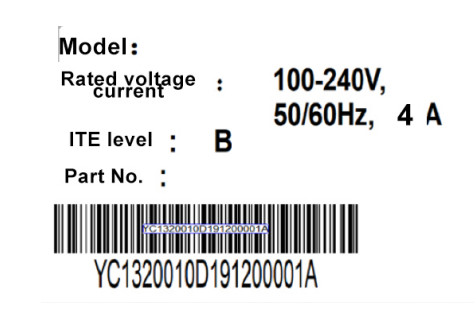 Model:
Rated voltage current : 100-240V,
50/60Hz, 4 A
ITE level : B
Part No. :
YC1320010D191200001A
YC1320010D191200001A